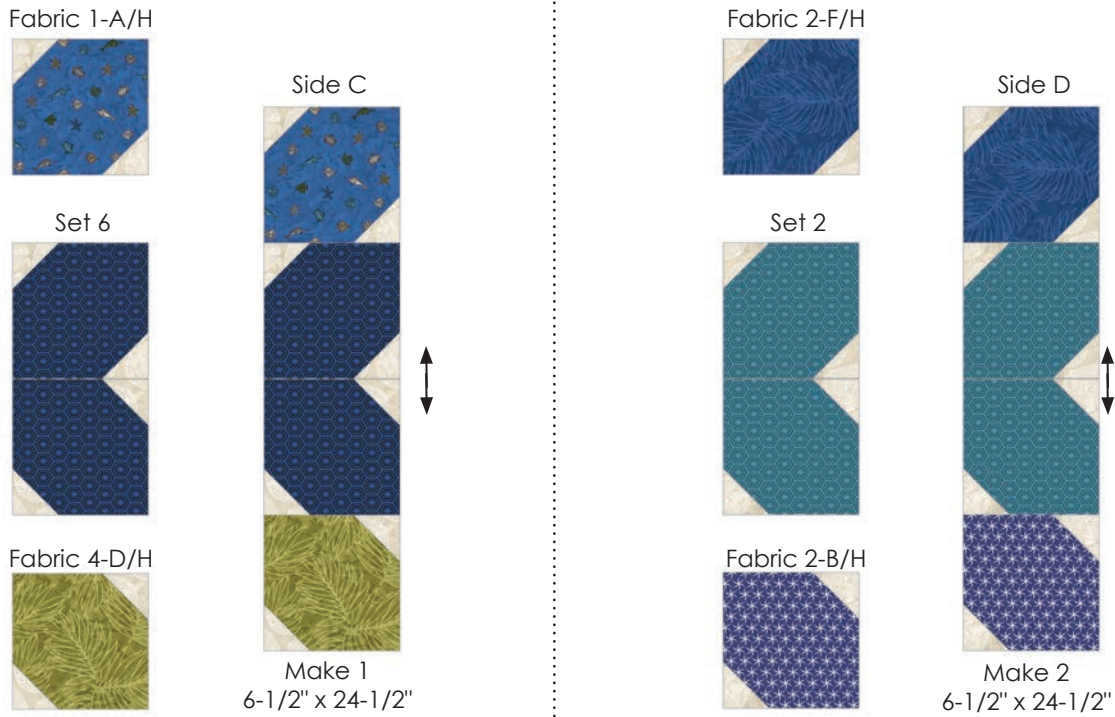 Fabric 1-A/H
Side C
Set 6
Fabric 4-D/H
Make 1
6-1/2" x 24-1/2"
Fabric 2-F/H
Side D
Set 2
Fabric 2-B/H
Make 2
6-1/2" x 24-1/2"